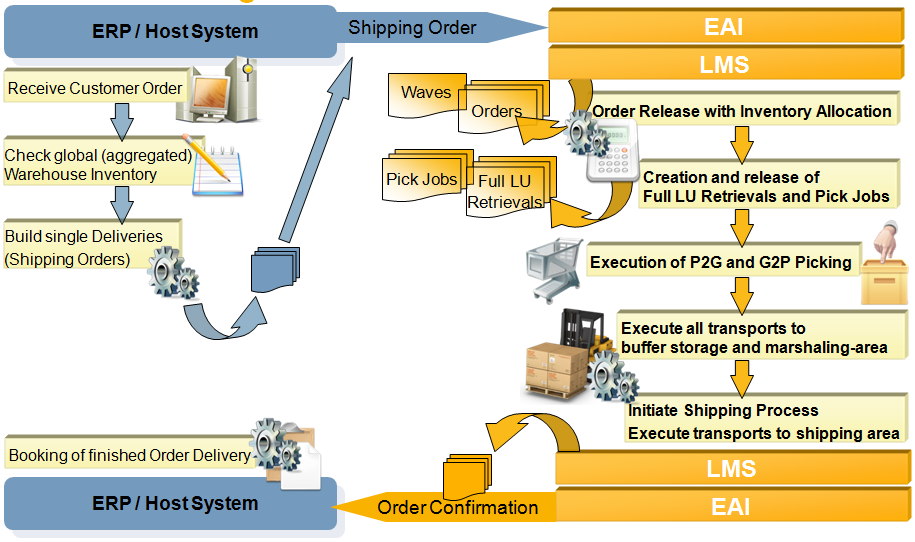 ERP / Host System
Shipping Order
EAI
LMS
Receive Customer Order
Check global (aggregated)
Warehouse Inventory
Build single Deliveries
(Shipping Orders)
Waves
Orders
Order Release with Inventory Allocation
Pick Jobs
Full LU
Retrievals
Creation and release of
Full LU Retrievals and Pick Jobs
Execution of P2G and G2P Picking
Execute all transports to
buffer storage and marshaling-area
Initiate Shipping Process
Execute transports to shipping area
Booking of finished Order Delivery
LMS
ERP / Host System
Order Confirmation
EAI